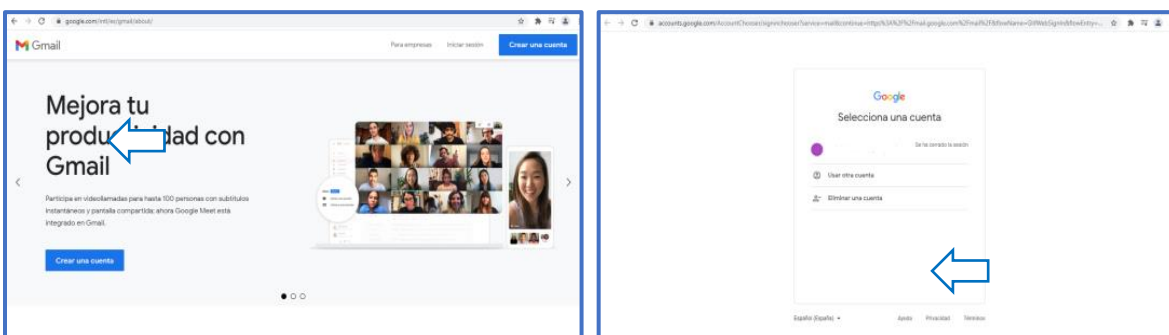 google.com/intl/es/gmail/about/
Gmail
Para empresas Iniciar sesión Crear una cuenta
Mejora tu
dad con
Gmail
Participa en videollamadas para hasta 100 personas con subtítulos
instantáneos y pantalla compartida: ahora Google Meet está
integrado en Gmail.
Crear una cuenta
Google
Selecciona una cuenta
Se ha cerrado la sesión
Usar otra cuenta
Eliminar una cuenta
Español (España) Ayuda Privacidad Términos